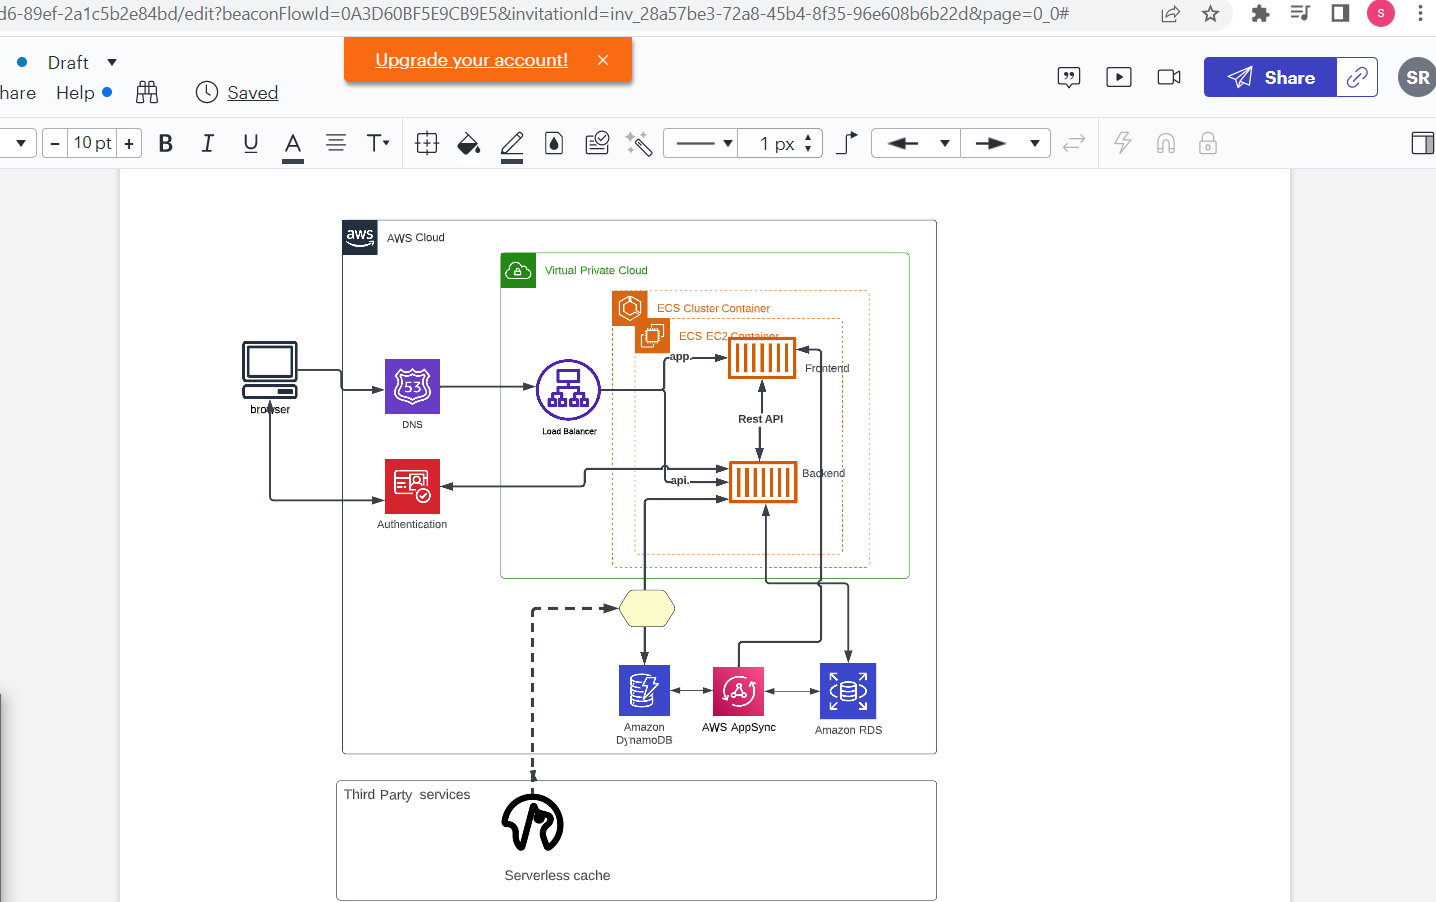 d6-89ef-2a1c5b2e84bd/edit?beaconFlowId=0A3D60BF5E9CB9E5&invitationId=inv_28a57be3-72a8-45b4-8f35-96e608b6b22d&page=0_0#
S
Draft
Upgrade your account! ×
hare Help
Saved
Share
SR
- 10 pt + B I U A T 1 px
aws
AWS Cloud
Virtual Private Cloud
ECS Cluster Container
ECS EC2 Container
app.
Frontend
browser
53
DNS
Load Balancer
Rest API
api.
Backend
Authentication
Amazon
DynamoDB
AWS AppSync
Amazon RDS
Third Party services
Serverless cache